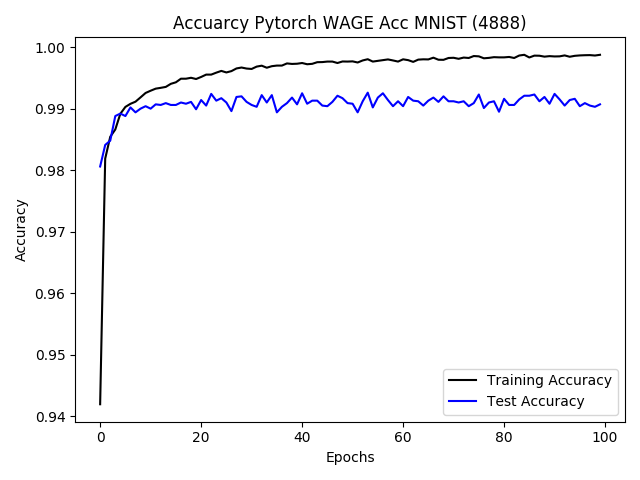 Accuarcy Pytorch WAGE Acc MNIST (4888)
1.00
0.99
0.98
0.97
0.96
0.95
0.94
Accuracy
Training Accuracy
Test Accuracy
0 20 40 60 80 100
Epochs